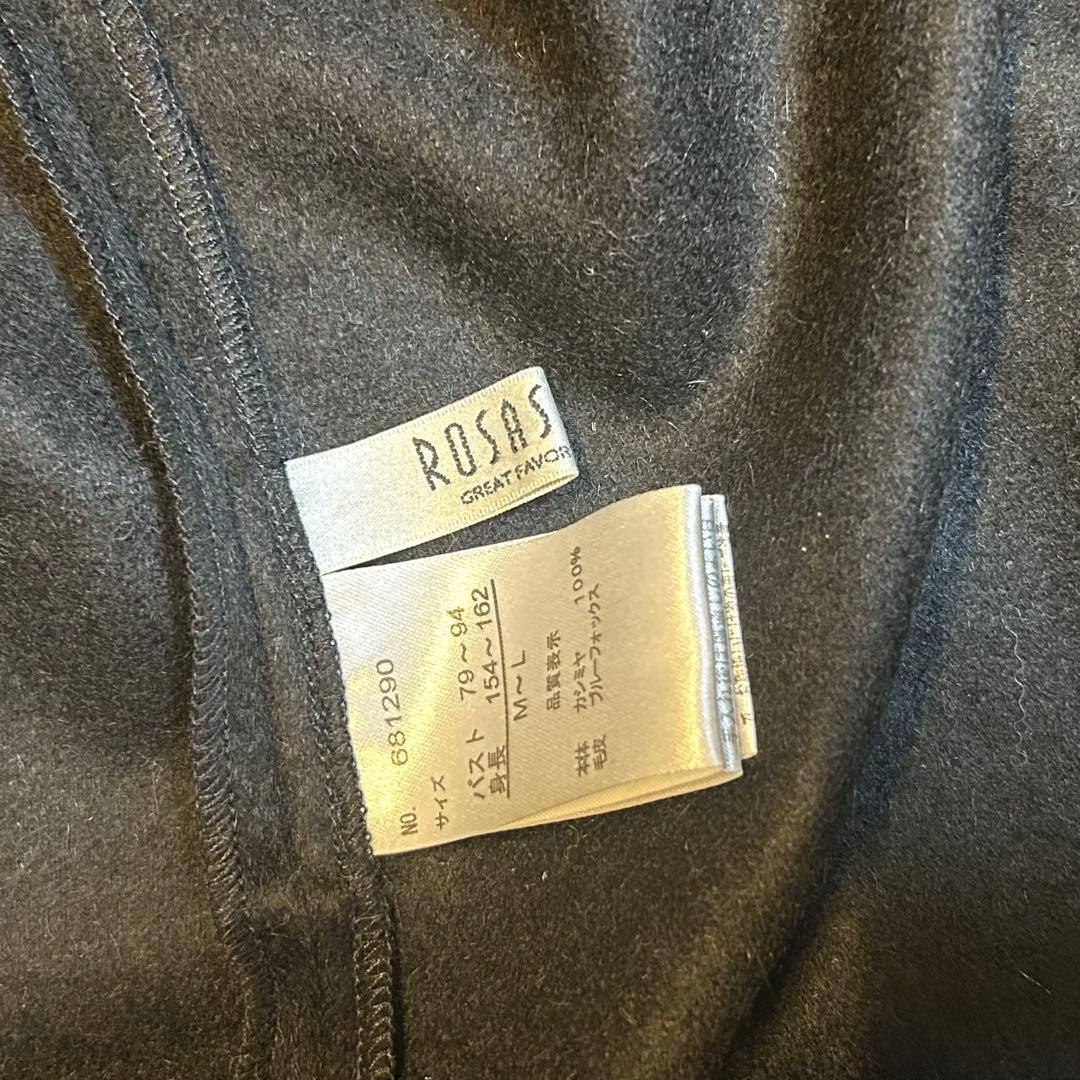 ROSAS
GREAT FAVOR
NO. 681290
サイズ
バスト 79～94
身長 154～162
M～L
品質表示
本体 カシミヤ 100%
毛皮 ブルーフォックス